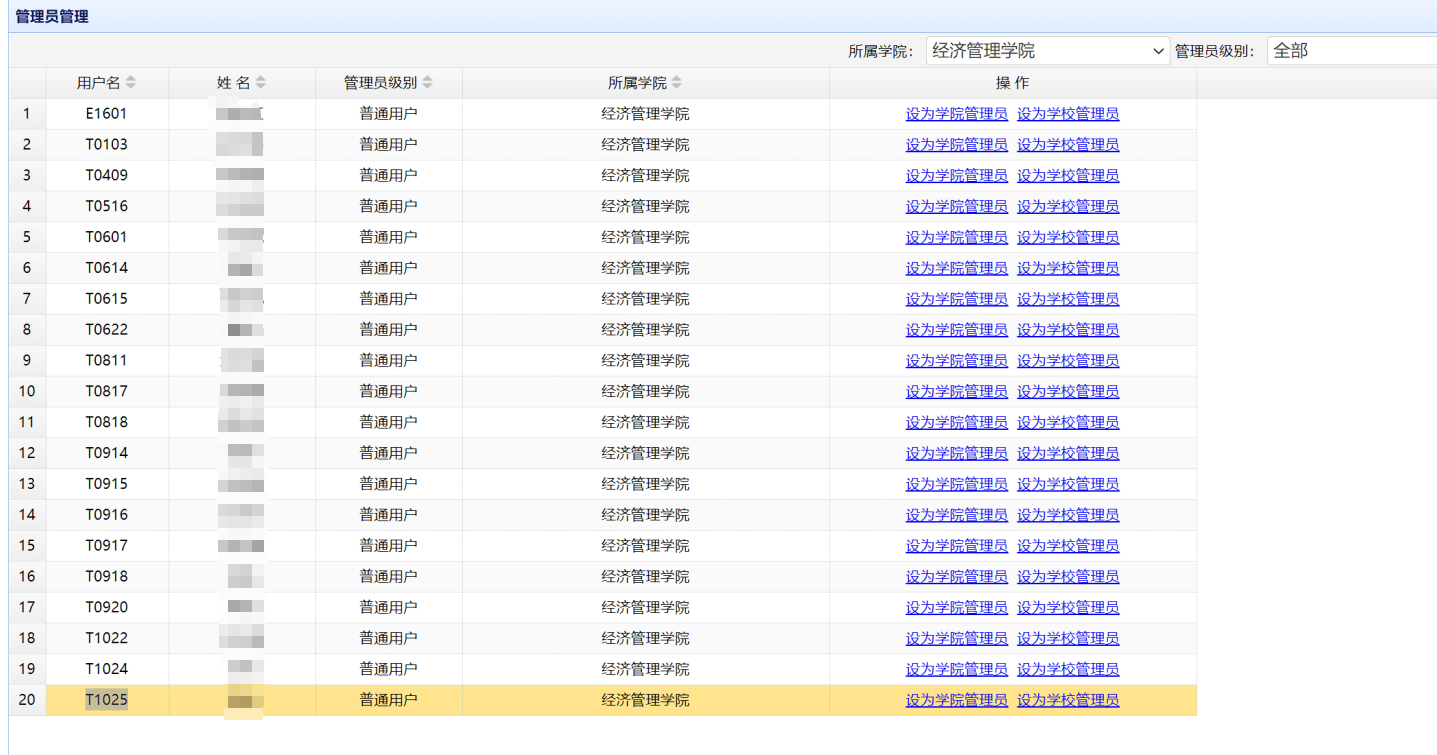 管理员管理
所属学院： 经济管理学院 管理员级别： 全部
用户名 姓 名 管理员级别 所属学院 操 作
1 E1601 普通用户 经济管理学院 设为学院管理员 设为学校管理员
2 T0103 普通用户 经济管理学院 设为学院管理员 设为学校管理员
3 T0409 普通用户 经济管理学院 设为学院管理员 设为学校管理员
4 T0516 普通用户 经济管理学院 设为学院管理员 设为学校管理员
5 T0601 普通用户 经济管理学院 设为学院管理员 设为学校管理员
6 T0614 普通用户 经济管理学院 设为学院管理员 设为学校管理员
7 T0615 普通用户 经济管理学院 设为学院管理员 设为学校管理员
8 T0622 普通用户 经济管理学院 设为学院管理员 设为学校管理员
9 T0811 普通用户 经济管理学院 设为学院管理员 设为学校管理员
10 T0817 普通用户 经济管理学院 设为学院管理员 设为学校管理员
11 T0818 普通用户 经济管理学院 设为学院管理员 设为学校管理员
12 T0914 普通用户 经济管理学院 设为学院管理员 设为学校管理员
13 T0915 普通用户 经济管理学院 设为学院管理员 设为学校管理员
14 T0916 普通用户 经济管理学院 设为学院管理员 设为学校管理员
15 T0917 普通用户 经济管理学院 设为学院管理员 设为学校管理员
16 T0918 普通用户 经济管理学院 设为学院管理员 设为学校管理员
17 T0920 普通用户 经济管理学院 设为学院管理员 设为学校管理员
18 T1022 普通用户 经济管理学院 设为学院管理员 设为学校管理员
19 T1024 普通用户 经济管理学院 设为学院管理员 设为学校管理员
20 T1025 普通用户 经济管理学院 设为学院管理员 设为学校管理员